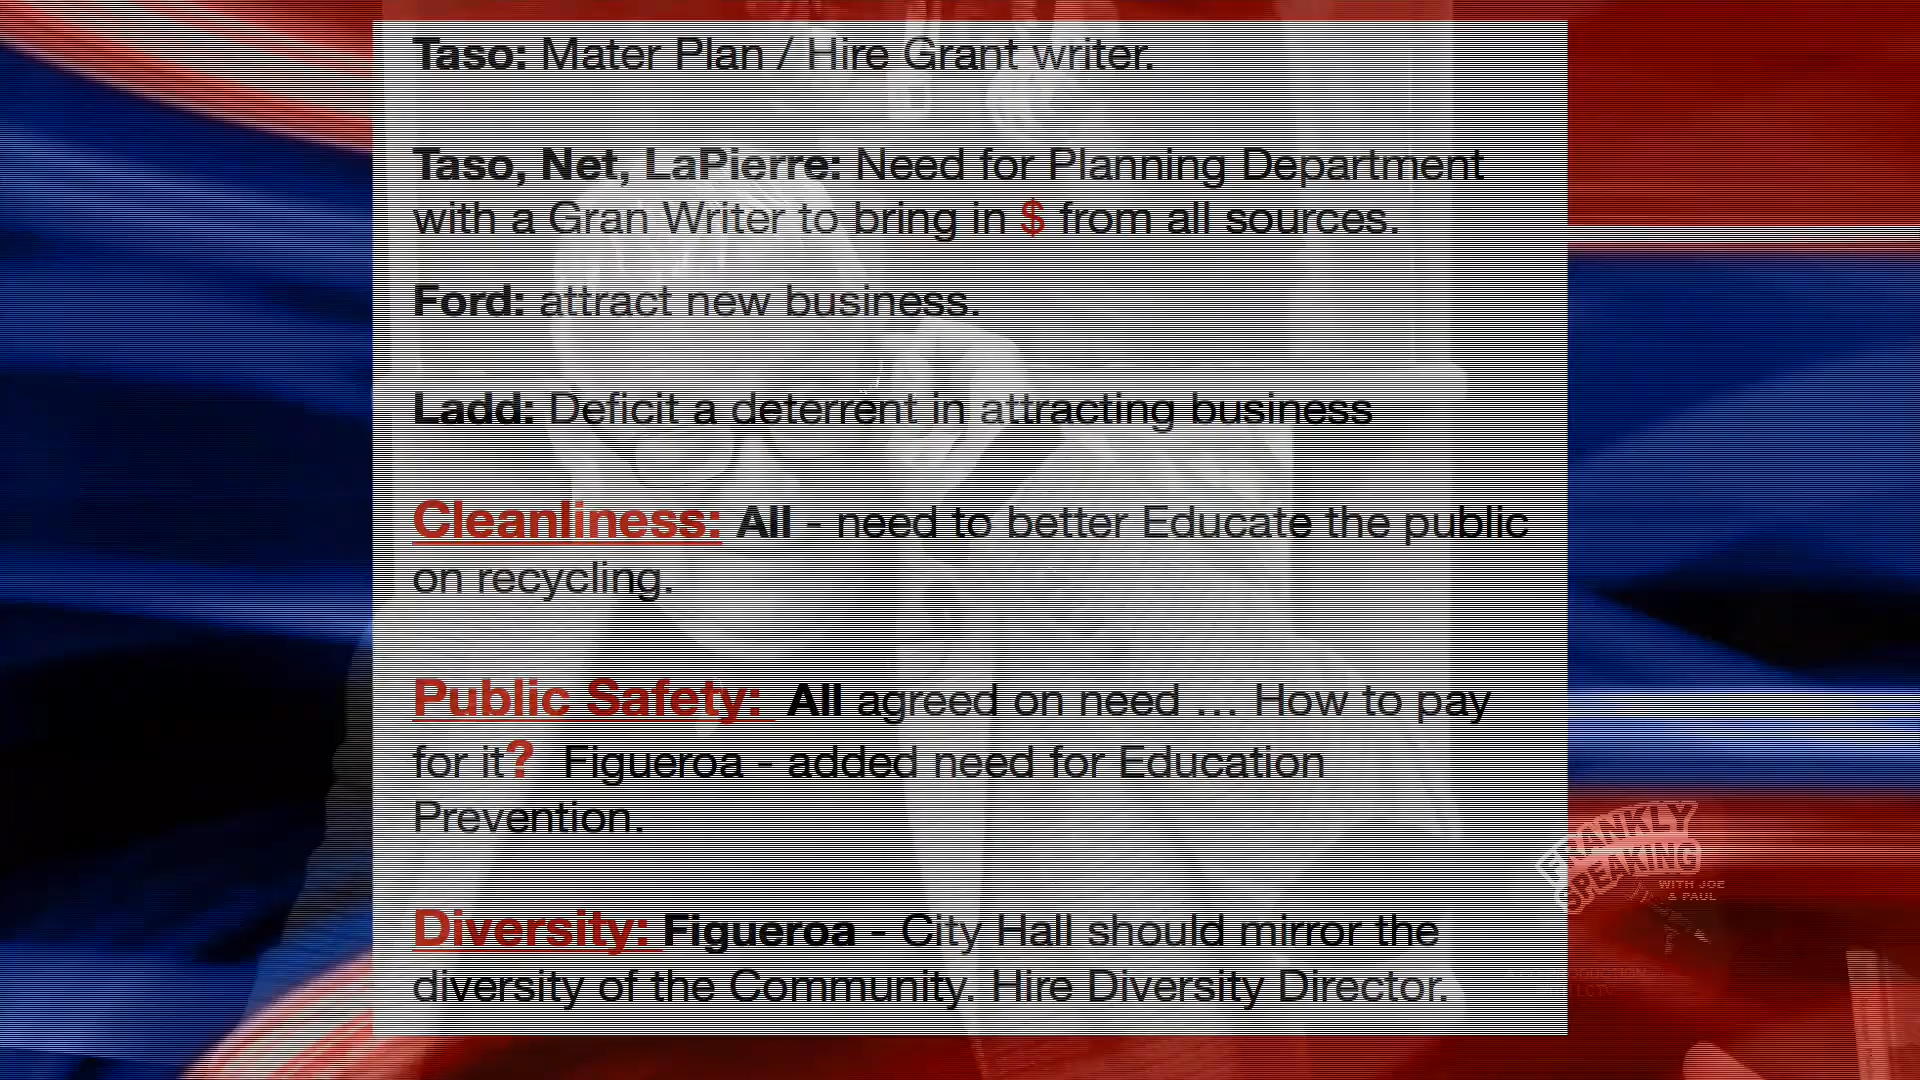 Taso: Mater Plan / Hire Grant writer.
Taso, Net, LaPierre: Need for Planning Department
with a Gran Writer to bring in $ from all sources.
Ford: attract new business.
Ladd: Deficit a deterrent in attracting business
Cleanliness: All - need to better Educate the public
on recycling.
Public Safety: All agreed on need ... How to pay
for it? Figueroa - added need for Education
Prevention.
Diversity: Figueroa - City Hall should mirror the
diversity of the Community. Hire Diversity Director.
FRANKLY
SPEAKING
WITH JOE
& PAUL